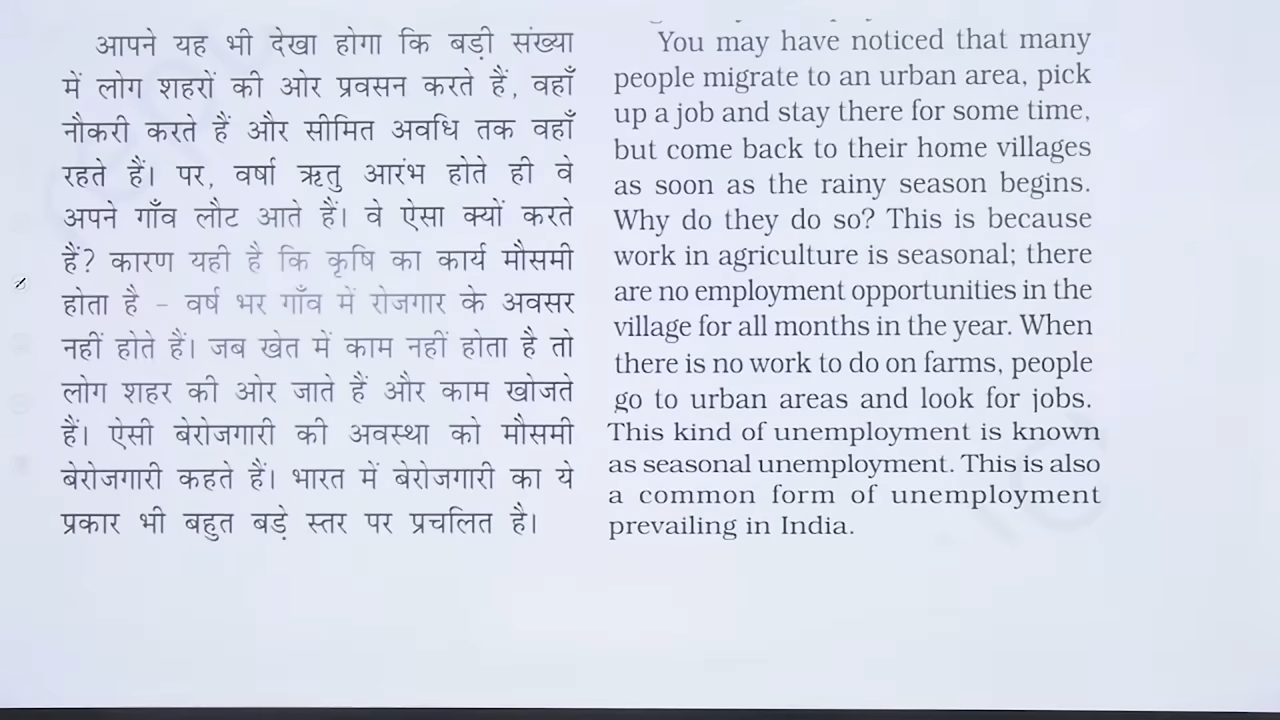 आपने यह भी देखा होगा कि बड़ी संख्या
में लोग शहरों की ओर प्रवसन करते हैं, वहाँ
नौकरी करते हैं और सीमित अवधि तक वहाँ
रहते हैं। पर, वर्षा ऋतु आरंभ होते ही वे
अपने गाँव लौट आते हैं। वे ऐसा क्यों करते
हैं? कारण यही है कि कृषि का कार्य मौसमी
होता है – वर्ष भर गाँव में रोजगार के अवसर
नहीं होते हैं। जब खेत में काम नहीं होता है तो
लोग शहर की ओर जाते हैं और काम खोजते
हैं। ऐसी बेरोजगारी की अवस्था को मौसमी
बेरोजगारी कहते हैं। भारत में बेरोजगारी का ये
प्रकार भी बहुत बड़े स्तर पर प्रचलित है।
You may have noticed that many
people migrate to an urban area, pick
up a job and stay there for some time,
but come back to their home villages
as soon as the rainy season begins.
Why do they do so? This is because
work in agriculture is seasonal; there
are no employment opportunities in the
village for all months in the year. When
there is no work to do on farms, people
go to urban areas and look for jobs.
This kind of unemployment is known
as seasonal unemployment. This is also
a common form of unemployment
prevailing in India.